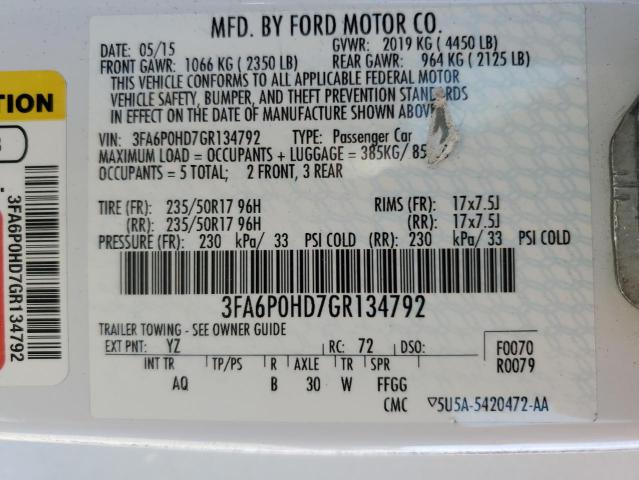 MFD. BY FORD MOTOR CO.
DATE: 05/15 GVWR: 2019 KG ( 4450 LB)
FRONT GAWR: 1066 KG ( 2350 LB) REAR GAWR: 964 KG ( 2125 LB)
THIS VEHICLE CONFORMS TO ALL APPLICABLE FEDERAL MOTOR
VEHICLE SAFETY, BUMPER, AND THEFT PREVENTION STANDARDS
IN EFFECT ON THE DATE OF MANUFACTURE SHOWN ABOVE
VIN: 3FA6P0HD7GR134792 TYPE: Passenger Car
MAXIMUM LOAD = OCCUPANTS + LUGGAGE = 385KG/ 85
OCCUPANTS = 5 TOTAL; 2 FRONT, 3 REAR
TIRE (FR): 235/50R17 96H RIMS (FR): 17x7.5J
(RR): 235/50R17 96H (RR): 17x7.5J
PRESSURE (FR): 230 kPa/ 33 PSI COLD (RR): 230 kPa/ 33 PSI COLD
3FA6P0HD7GR134792
TRAILER TOWING - SEE OWNER GUIDE
EXT PNT: YZ RC: 72 DSO: F0070
R0079
INT TR TP/PS R AXLE TR SPR
AQ B 30 W FFGG
CMC ▽5U5A-5420472-AA
TION
3FA6P0HD7GR134792